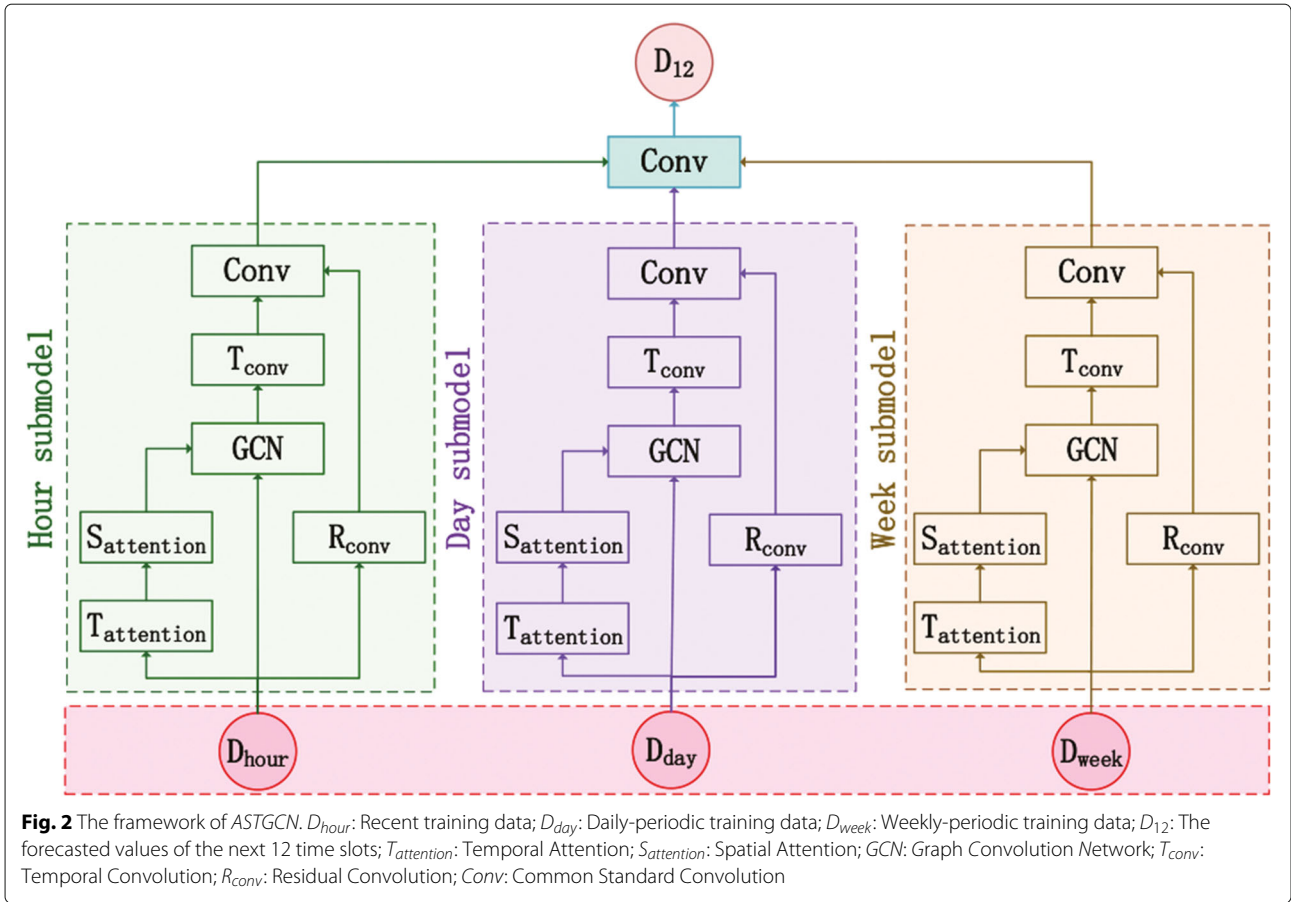 D12
Conv
Hour submodel
Conv
Tconv
GCN
Sattention
Rconv
Tattention
Day submodel
Conv
Tconv
GCN
Sattention
Rconv
Tattention
Week submodel
Conv
Tconv
GCN
Sattention
Rconv
Tattention
Dhour
Dday
Dweek
Fig. 2 The framework of ASTGCN. Dhour: Recent training data; Dday: Daily-periodic training data; Dweek: Weekly-periodic training data; D12: The
forecasted values of the next 12 time slots; Tattention: Temporal Attention; Sattention: Spatial Attention; GCN: Graph Convolution Network; Tconv:
Temporal Convolution; Rconv: Residual Convolution; Conv: Common Standard Convolution